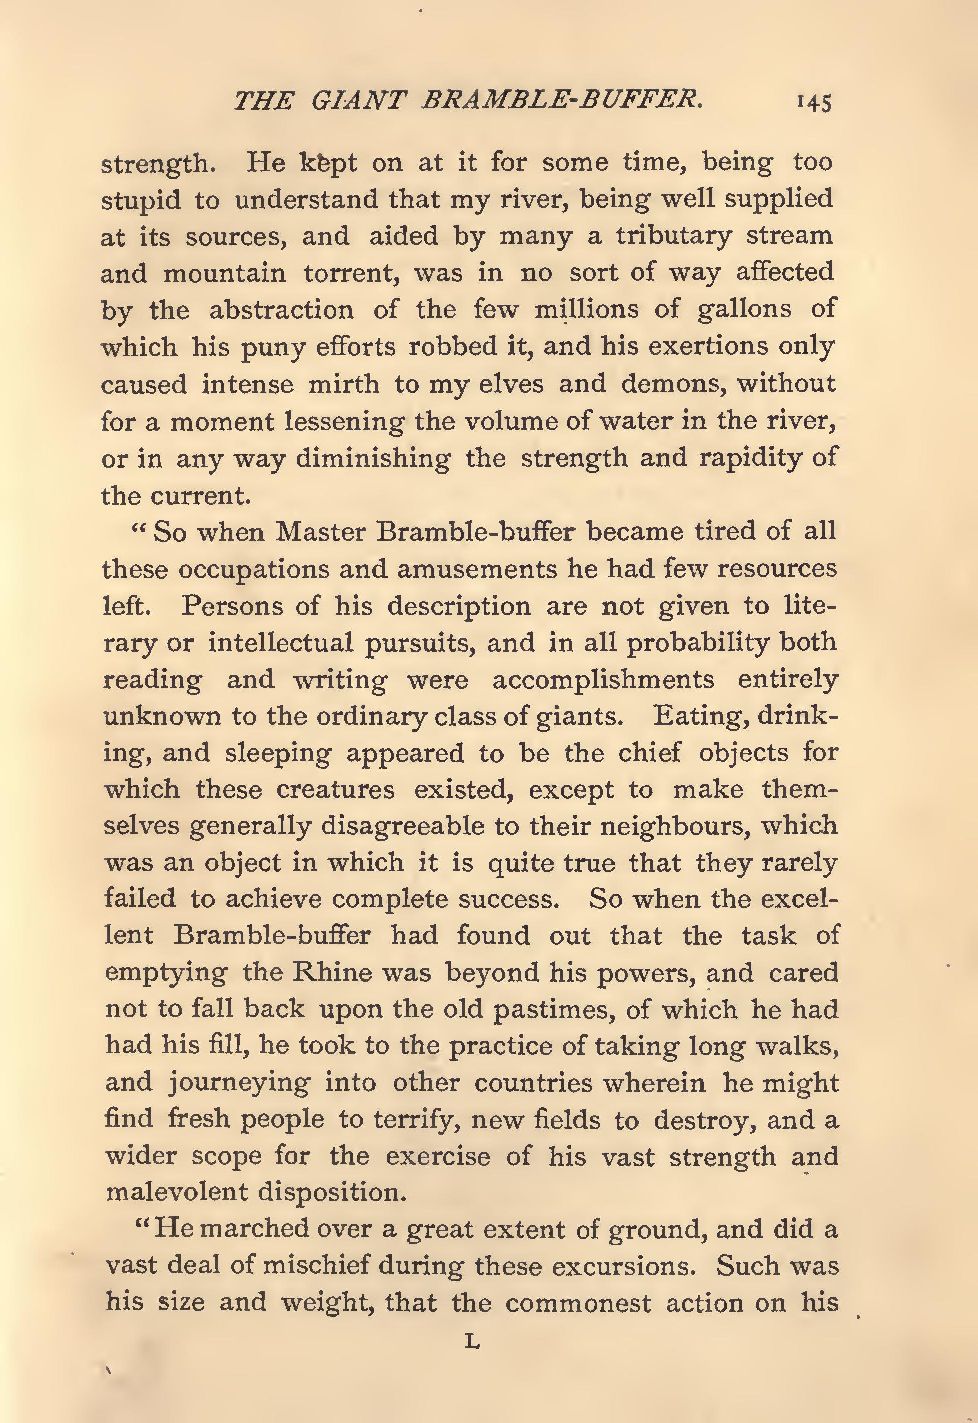 THE GIANT BRAMBLE-BUFFER. 145
strength. He kept on at it for some time, being too
stupid to understand that my river, being well supplied
at its sources, and aided by many a tributary stream
and mountain torrent, was in no sort of way affected
by the abstraction of the few millions of gallons of
which his puny efforts robbed it, and his exertions only
caused intense mirth to my elves and demons, without
for a moment lessening the volume of water in the river,
or in any way diminishing the strength and rapidity of
the current.
“ So when Master Bramble-buffer became tired of all
these occupations and amusements he had few resources
left. Persons of his description are not given to lite-
rary or intellectual pursuits, and in all probability both
reading and writing were accomplishments entirely
unknown to the ordinary class of giants. Eating, drink-
ing, and sleeping appeared to be the chief objects for
which these creatures existed, except to make them-
selves generally disagreeable to their neighbours, which
was an object in which it is quite true that they rarely
failed to achieve complete success. So when the excel-
lent Bramble-buffer had found out that the task of
emptying the Rhine was beyond his powers, and cared
not to fall back upon the old pastimes, of which he had
had his fill, he took to the practice of taking long walks,
and journeying into other countries wherein he might
find fresh people to terrify, new fields to destroy, and a
wider scope for the exercise of his vast strength and
malevolent disposition.
“ He marched over a great extent of ground, and did a
vast deal of mischief during these excursions. Such was
his size and weight, that the commonest action on his
L